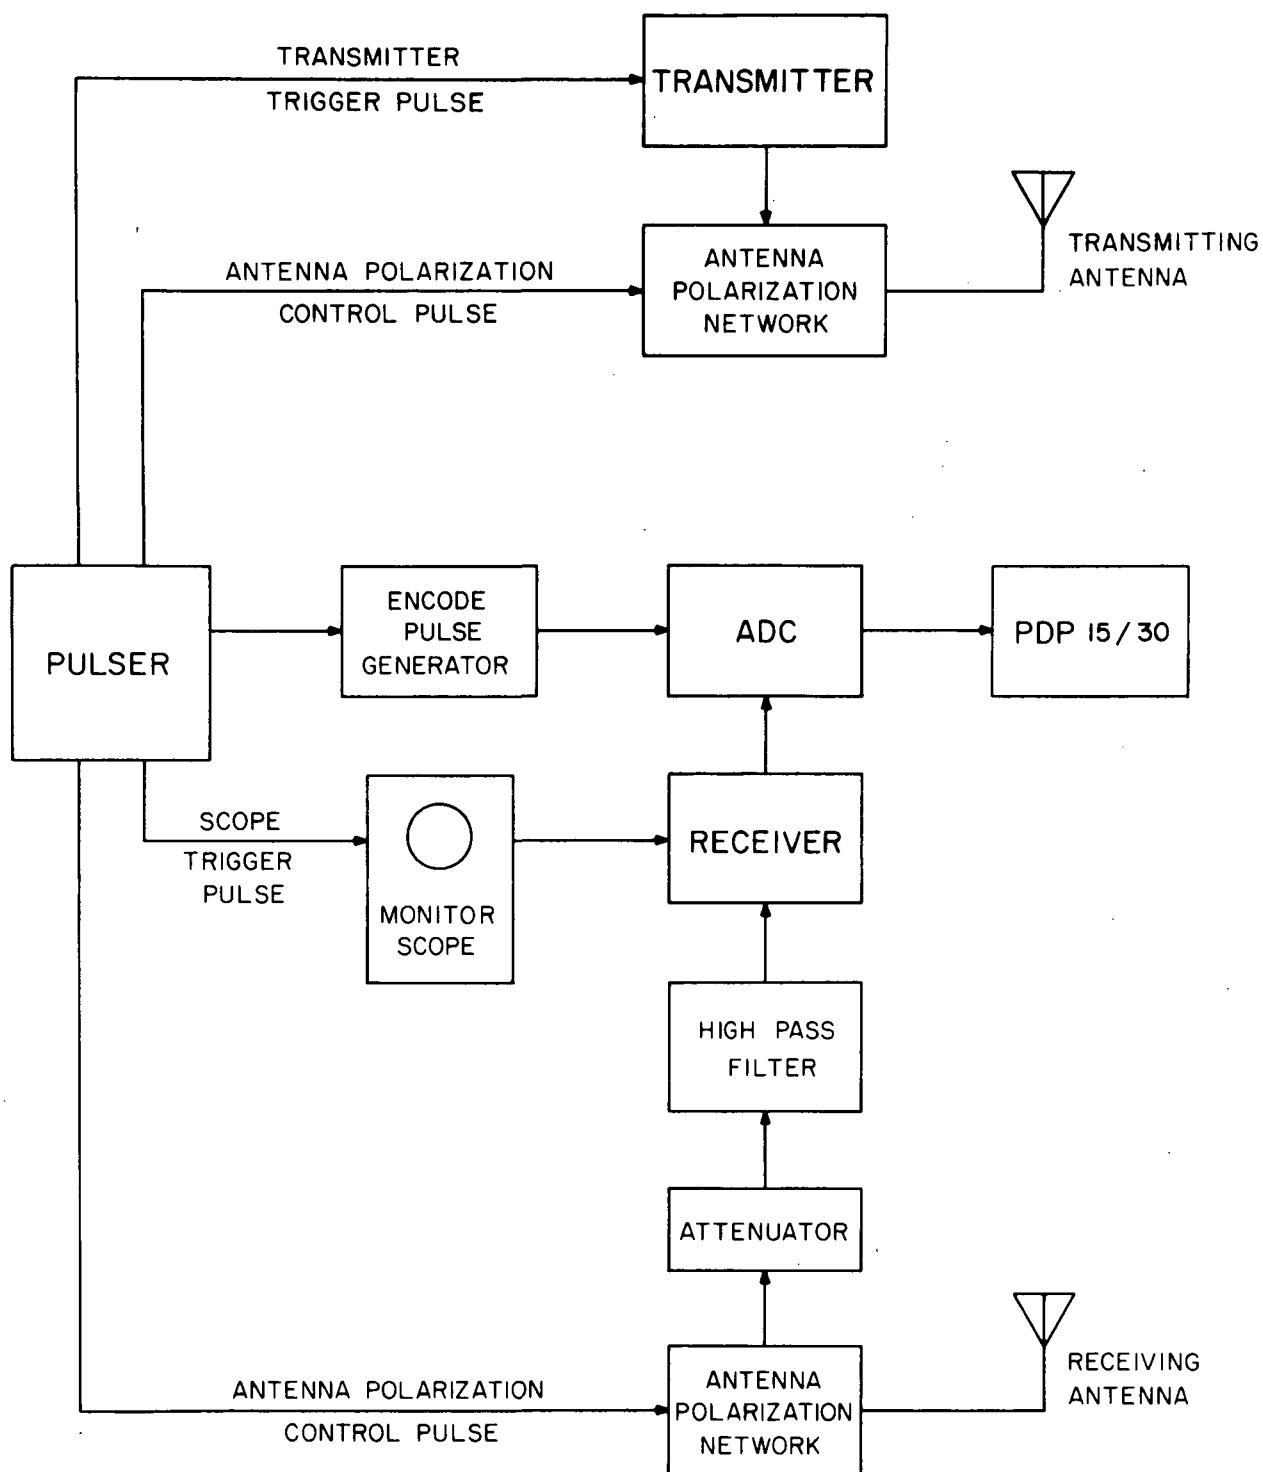 TRANSMITTER
TRIGGER PULSE
TRANSMITTER
ANTENNA POLARIZATION
CONTROL PULSE
ANTENNA
POLARIZATION
NETWORK
TRANSMITTING
ANTENNA
PULSER
ENCODE
PULSE
GENERATOR
ADC
PDP 15/30
SCOPE
TRIGGER
PULSE
MONITOR
SCOPE
RECEIVER
HIGH PASS
FILTER
ATTENUATOR
ANTENNA POLARIZATION
CONTROL PULSE
ANTENNA
POLARIZATION
NETWORK
RECEIVING
ANTENNA